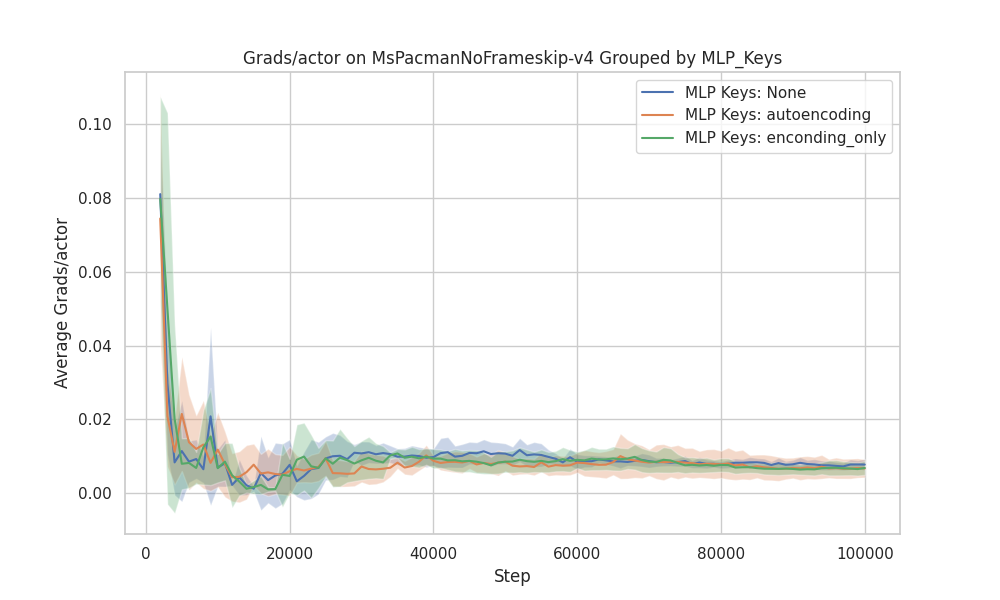 Grads/actor on MsPacmanNoFrameskip-v4 Grouped by MLP_Keys
MLP Keys: None
MLP Keys: autoencoding
MLP Keys: enconding_only
Average Grads/actor
0.10
0.08
0.06
0.04
0.02
0.00
0 20000 40000 60000 80000 100000
Step